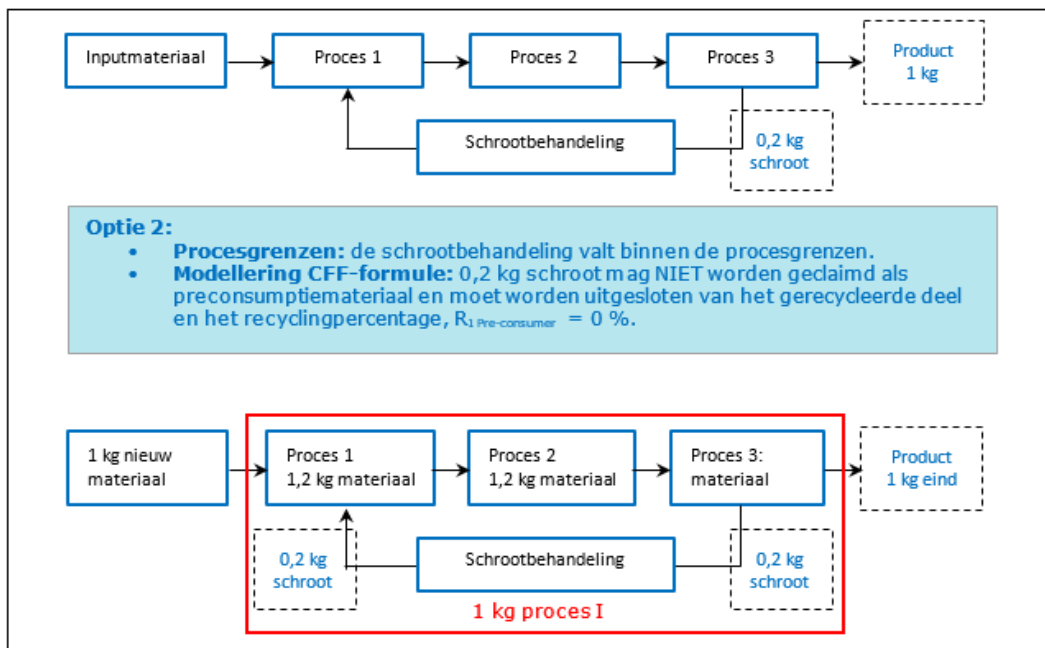 Inputmateriaal
Proces 1
Proces 2
Proces 3
Product
1 kg
Schrootbehandeling
0,2 kg
schroot
Optie 2:
• Procesgrenzen: de schrootbehandeling valt binnen de procesgrenzen.
• Modellering CFF-formule: 0,2 kg schroot mag NIET worden geclaimd als
preconsumptiemateriaal en moet worden uitgesloten van het gerecycleerde deel
en het recyclingpercentage, R1 Pre-consumer = 0 %.
1 kg nieuw
materiaal
Proces 1
1,2 kg materiaal
Proces 2
1,2 kg materiaal
Proces 3:
materiaal
Product
1 kg eind
0,2 kg
schroot
Schrootbehandeling
0,2 kg
schroot
1 kg proces I